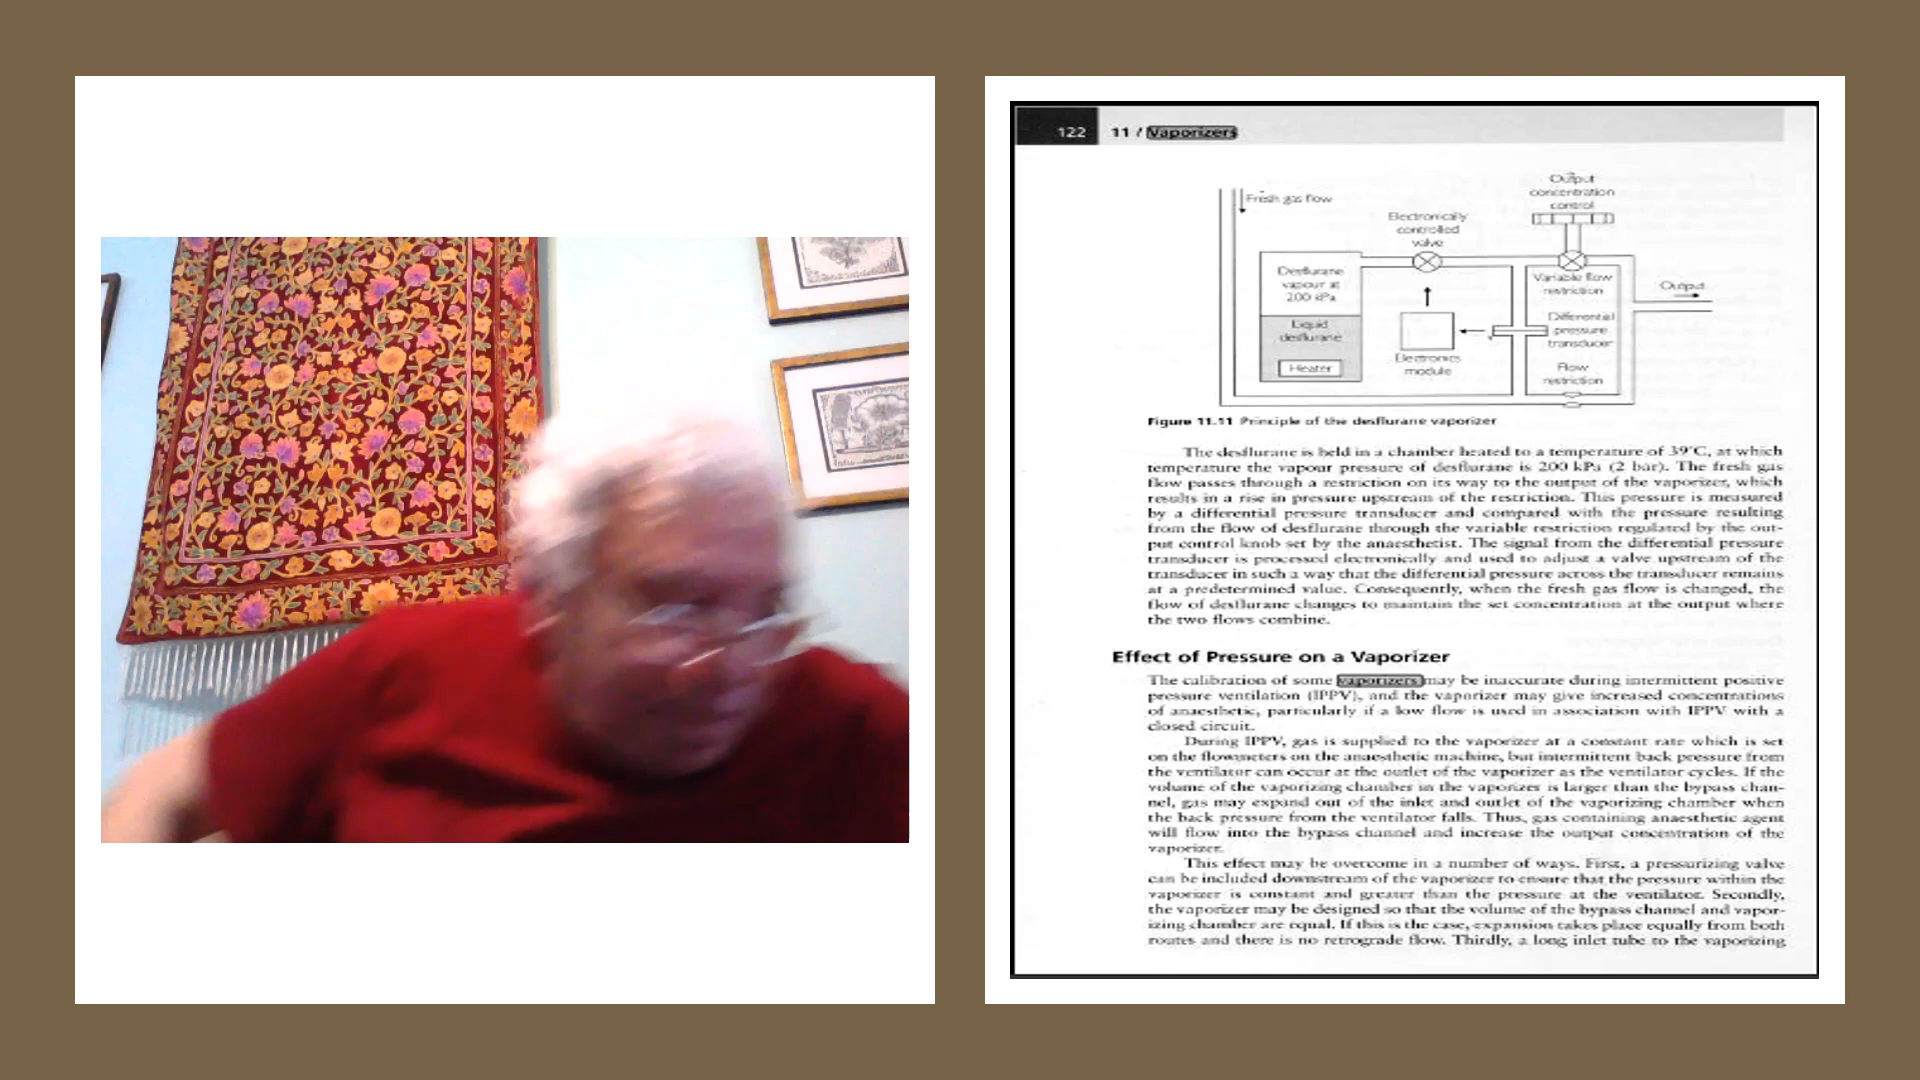 122 11 / Vaporizers
Output
concentration
control
Fresh gas flow
Electronically
controlled
valve
Desflurane
vapour at
200 kPa
Variable flow
restriction
Output
Liquid
desflurane
Differential
pressure
transducer
Heater
Electronics
module
Flow
restriction
Figure 11.11 Principle of the desflurane vaporizer
The desflurane is held in a chamber heated to a temperature of 39°C, at which
temperature the vapour pressure of desflurane is 200 kPa (2 bar). The fresh gas
flow passes through a restriction on its way to the output of the vaporizer, which
results in a rise in pressure upstream of the restriction. This pressure is measured
by a differential pressure transducer and compared with the pressure resulting
from the flow of desflurane through the variable restriction regulated by the out-
put control knob set by the anaesthetist. The signal from the differential pressure
transducer is processed electronically and used to adjust a valve upstream of the
transducer in such a way that the differential pressure across the transducer remains
at a predetermined value. Consequently, when the fresh gas flow is changed, the
flow of desflurane changes to maintain the set concentration at the output where
the two flows combine.
Effect of Pressure on a Vaporizer
The calibration of some vaporizers may be inaccurate during intermittent positive
pressure ventilation (IPPV), and the vaporizer may give increased concentrations
of anaesthetic, particularly if a low flow is used in association with IPPV with a
closed circuit.
During IPPV, gas is supplied to the vaporizer at a constant rate which is set
on the flowmeters on the anaesthetic machine, but intermittent back pressure from
the ventilator can occur at the outlet of the vaporizer as the ventilator cycles. If the
volume of the vaporizing chamber in the vaporizer is larger than the bypass chan-
nel, gas may expand out of the inlet and outlet of the vaporizing chamber when
the back pressure from the ventilator falls. Thus, gas containing anaesthetic agent
will flow into the bypass channel and increase the output concentration of the
vaporizer.
This effect may be overcome in a number of ways. First, a pressurizing valve
can be included downstream of the vaporizer to ensure that the pressure within the
vaporizer is constant and greater than the pressure at the ventilator. Secondly,
the vaporizer may be designed so that the volume of the bypass channel and vapor-
izing chamber are equal. If this is the case, expansion takes place equally from both
routes and there is no retrograde flow. Thirdly, a long inlet tube to the vaporizing